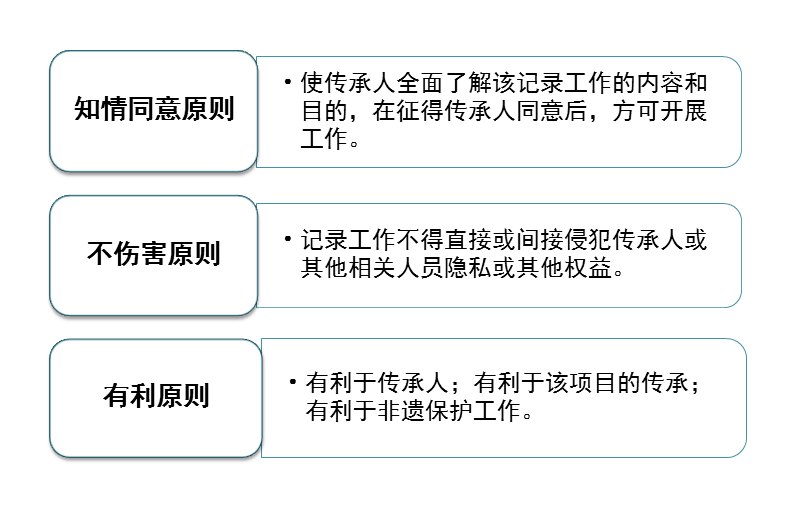 知情同意原则
• 使传承人全面了解该记录工作的内容和
目的，在征得传承人同意后，方可开展
工作。
不伤害原则
• 记录工作不得直接或间接侵犯传承人或
其他相关人员隐私或其他权益。
有利原则
• 有利于传承人；有利于该项目的传承；
有利于非遗保护工作。